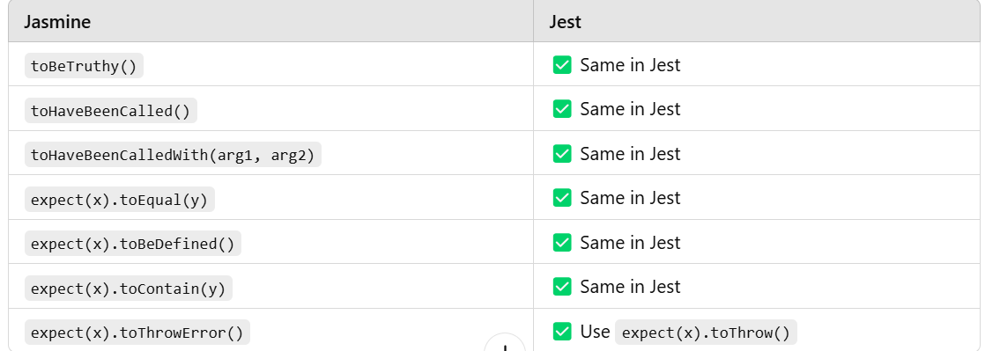 Jasmine Jest
toBeTruthy() ✅ Same in Jest
toHaveBeenCalled() ✅ Same in Jest
toHaveBeenCalledWith(arg1, arg2) ✅ Same in Jest
expect(x).toEqual(y) ✅ Same in Jest
expect(x).toBeDefined() ✅ Same in Jest
expect(x).toContain(y) ✅ Same in Jest
expect(x).toThrowError() ✅ Use expect(x).toThrow()